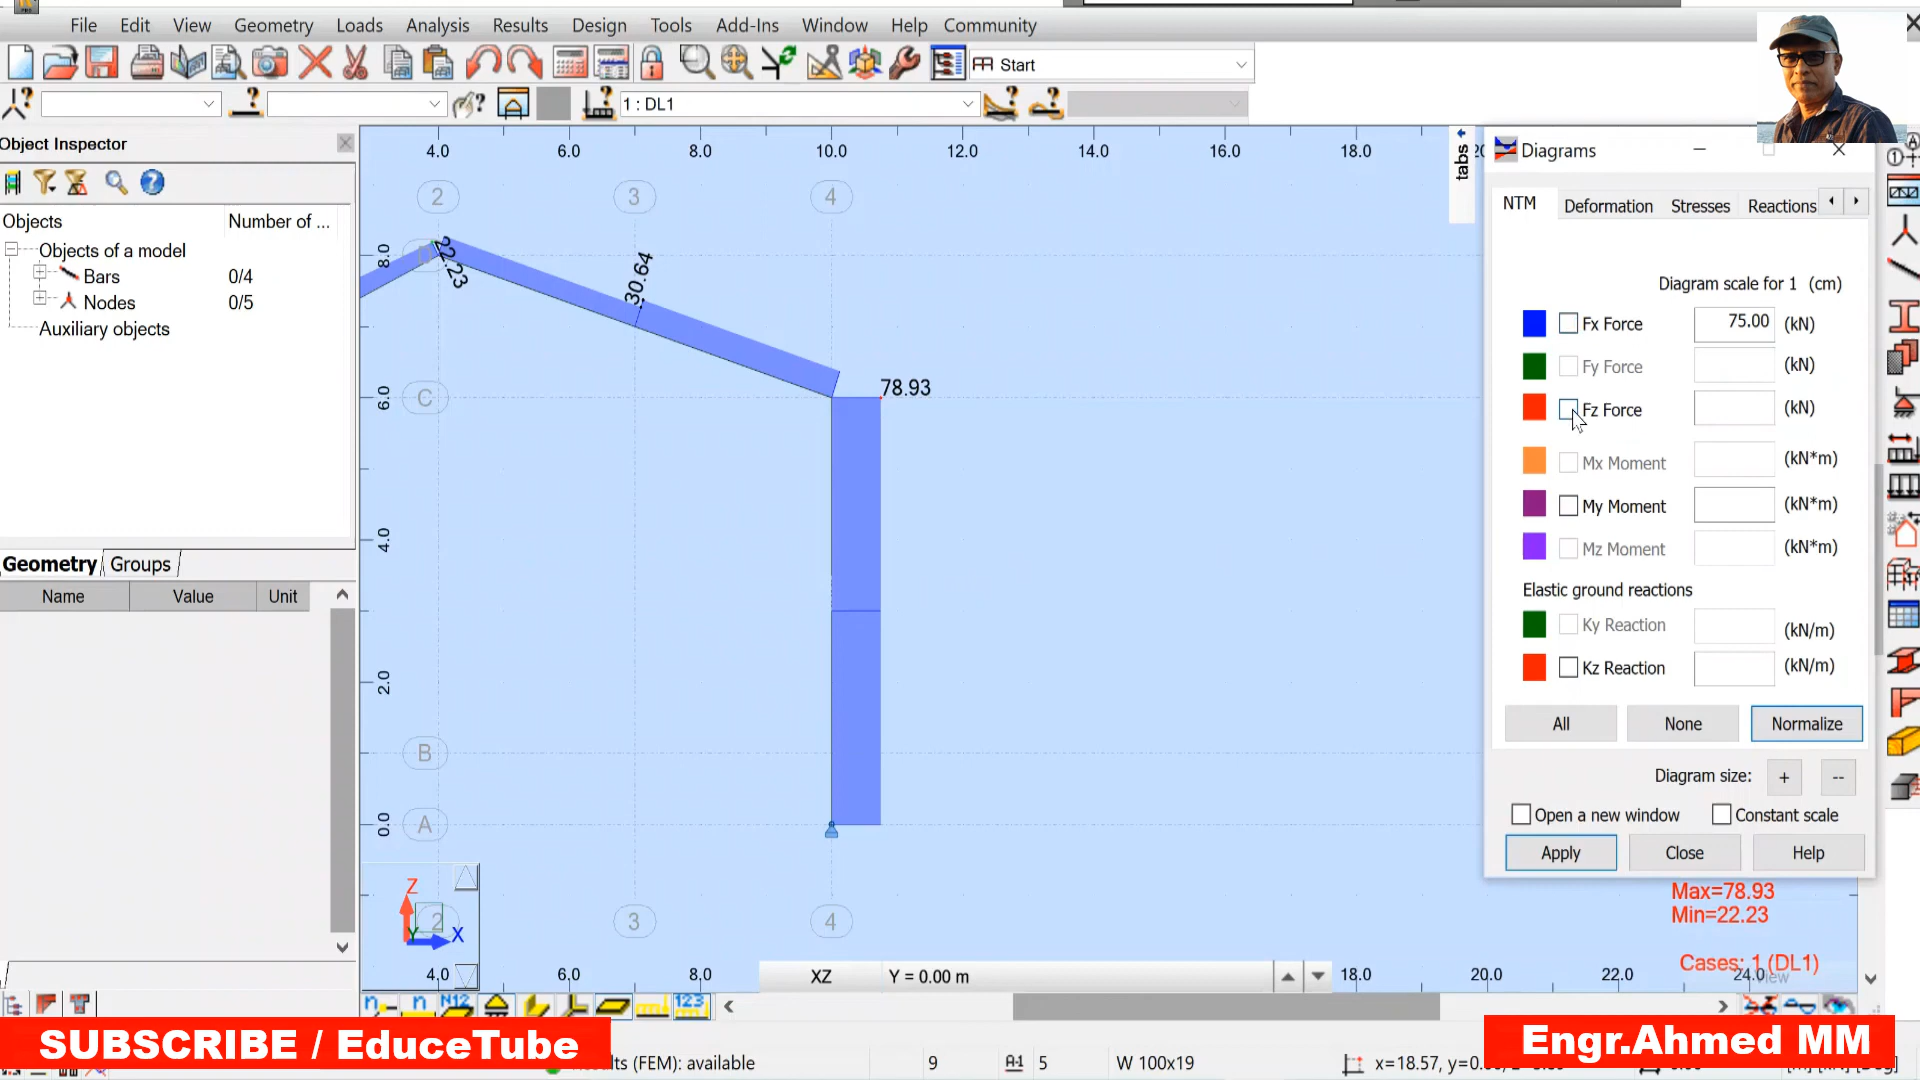 File Edit View Geometry Loads Analysis Results Design Tools Add-Ins Window Help Community
Start
1 : DL1
Object Inspector
Objects Number of ...
Objects of a model
Bars 0/4
Nodes 0/5
Auxiliary objects
Geometry Groups
Name Value Unit
4.0 6.0 8.0 10.0 12.0 14.0 16.0 18.0
2 3 4
8.0
22.23
30.64
6.0 C
78.93
4.0
2.0
B
0.0 A
Z
Y X
2 3 4
4.0 6.0 8.0
XZ Y = 0.00 m
18.0 20.0 22.0 24.0
tabs
Diagrams
NTM Deformation Stresses Reactions
Diagram scale for 1 (cm)
Fx Force 75.00 (kN)
Fy Force (kN)
Fz Force (kN)
Mx Moment (kN*m)
My Moment (kN*m)
Mz Moment (kN*m)
Elastic ground reactions
Ky Reaction (kN/m)
Kz Reaction (kN/m)
All None Normalize
Diagram size: + --
Open a new window Constant scale
Apply Close Help
Max=78.93
Min=22.23
Cases: 1 (DL1)
View
SUBSCRIBE / EduceTube
(FEM): available 9 5 W 100x19
Engr.Ahmed MM